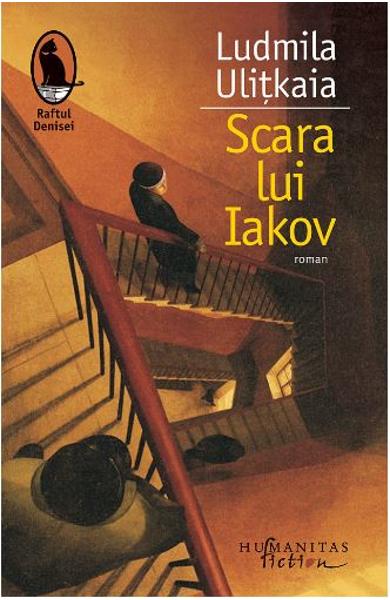 Raftul
Denisei
Ludmila
Ulițkaia
Scara
lui
Iakov
roman
HUMANITAS
fiction